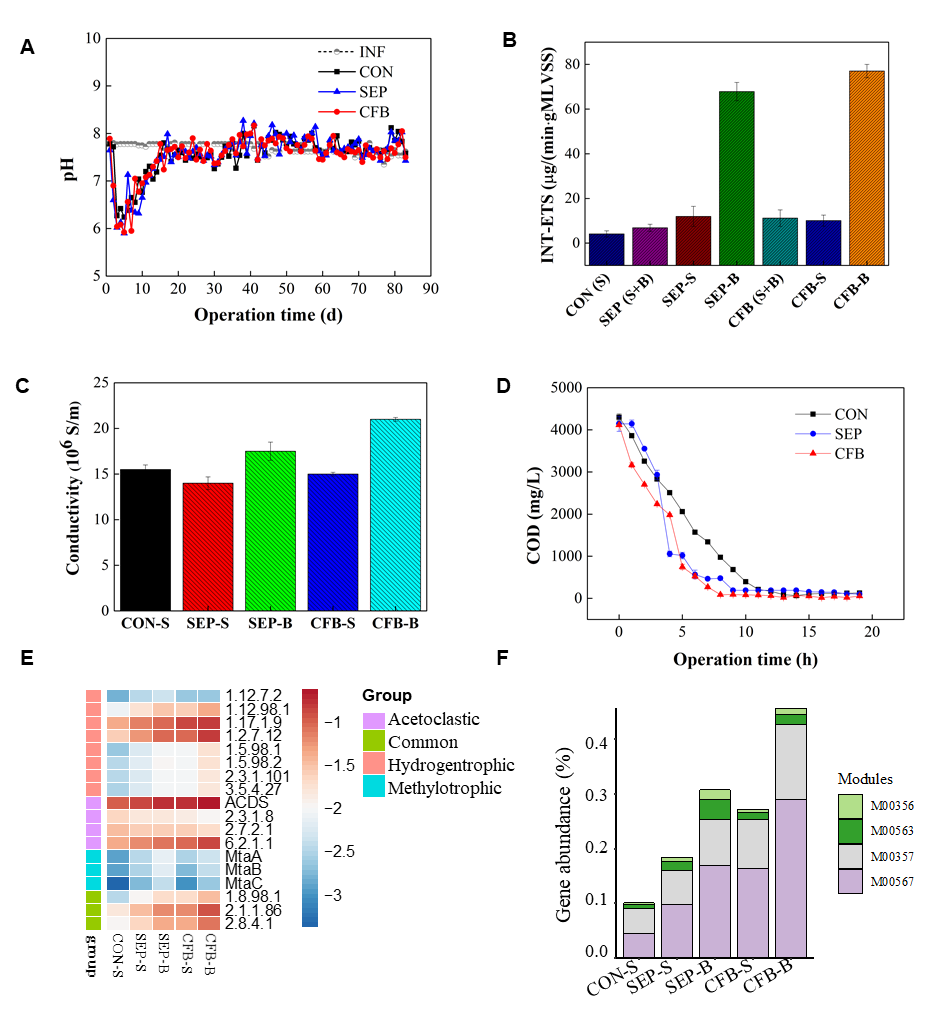 A
10
9
8
7
6
5
pH
0 10 20 30 40 50 60 70 80 90
Operation time (d)
INF
CON
SEP
CFB
B
80
60
40
20
0
INT-ETS (μg/(min·gMLVSS)
CON (S)
SEP (S+B)
SEP-S
SEP-B
CFB (S+B)
CFB-S
CFB-B
C
25
20
15
10
5
0
Conductivity (10⁶ S/m)
CON-S SEP-S SEP-B CFB-S CFB-B
D
5000
4000
3000
2000
1000
0
COD (mg/L)
0 5 10 15 20
Operation time (h)
CON
SEP
CFB
E
1.12.7.2
1.12.98.1
1.17.1.9
1.2.7.12
1.5.98.1
1.5.98.2
2.3.1.101
3.5.4.27
ACDS
2.3.1.8
2.7.2.1
6.2.1.1
MtaA
MtaB
MtaC
1.8.98.1
2.1.1.86
2.8.4.1
group
CON-S
SEP-S
SEP-B
CFB-S
CFB-B
−1
−1.5
−2
−2.5
−3
Group
Acetoclastic
Common
Hydrogentrophic
Methylotrophic
F
0.4
0.3
0.2
0.1
0.0
Gene abundance (%)
CON-S
SEP-S
SEP-B
CFB-S
CFB-B
Modules
M00356
M00563
M00357
M00567